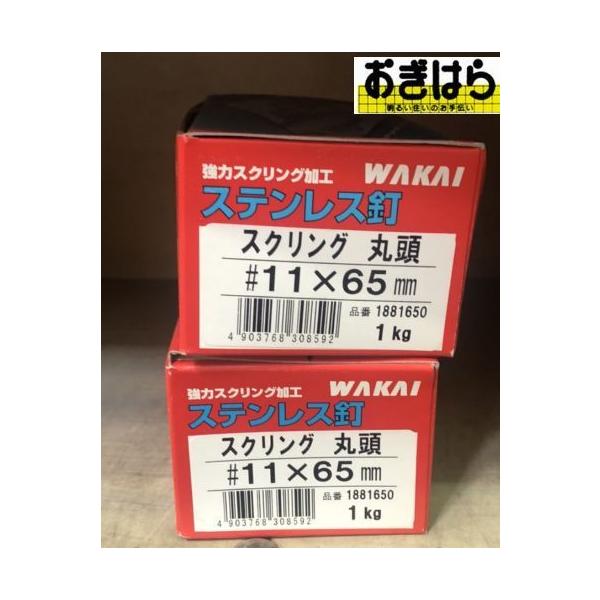 おぎはら
明るい住いのお手伝い
強力スクリング加工 WAKAI
ステンレス釘
スクリング 丸頭
#11×65mm
品番 1881650
4 903768 308592
1kg
強力スクリング加工 WAKAI
ステンレス釘
スクリング 丸頭
#11×65mm
品番 1881650
4 903768 308592
1kg